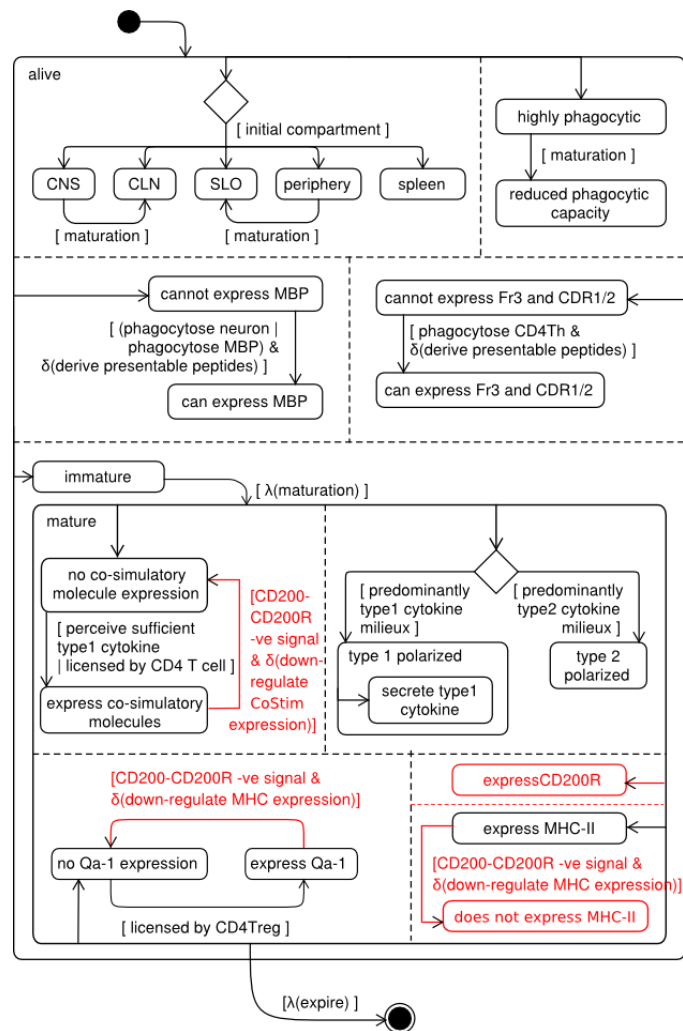 alive
[ initial compartment ]
CNS
CLN
SLO
periphery
spleen
[ maturation ]
[ maturation ]
highly phagocytic
[ maturation ]
reduced phagocytic
capacity
cannot express MBP
[ (phagocytose neuron |
phagocytose MBP) &
δ(derive presentable peptides) ]
can express MBP
cannot express Fr3 and CDR1/2
[ phagocytose CD4Th &
δ(derive presentable peptides) ]
can express Fr3 and CDR1/2
immature
[ λ(maturation) ]
mature
no co-simulatory
molecule expression
[ perceive sufficient
type1 cytokine
| licensed by CD4 T cell ]
express co-simulatory
molecules
[CD200-
CD200R
-ve signal
& δ(down-
regulate
CoStim
expression)]
[ predominantly
type1 cytokine
milieux ]
[ predominantly
type2 cytokine
milieux ]
type 1 polarized
secrete type1
cytokine
type 2
polarized
[CD200-CD200R -ve signal &
δ(down-regulate MHC expression)]
no Qa-1 expression
express Qa-1
[ licensed by CD4Treg ]
expressCD200R
express MHC-II
[CD200-CD200R -ve signal &
δ(down-regulate MHC expression)]
does not express MHC-II
[λ(expire) ]